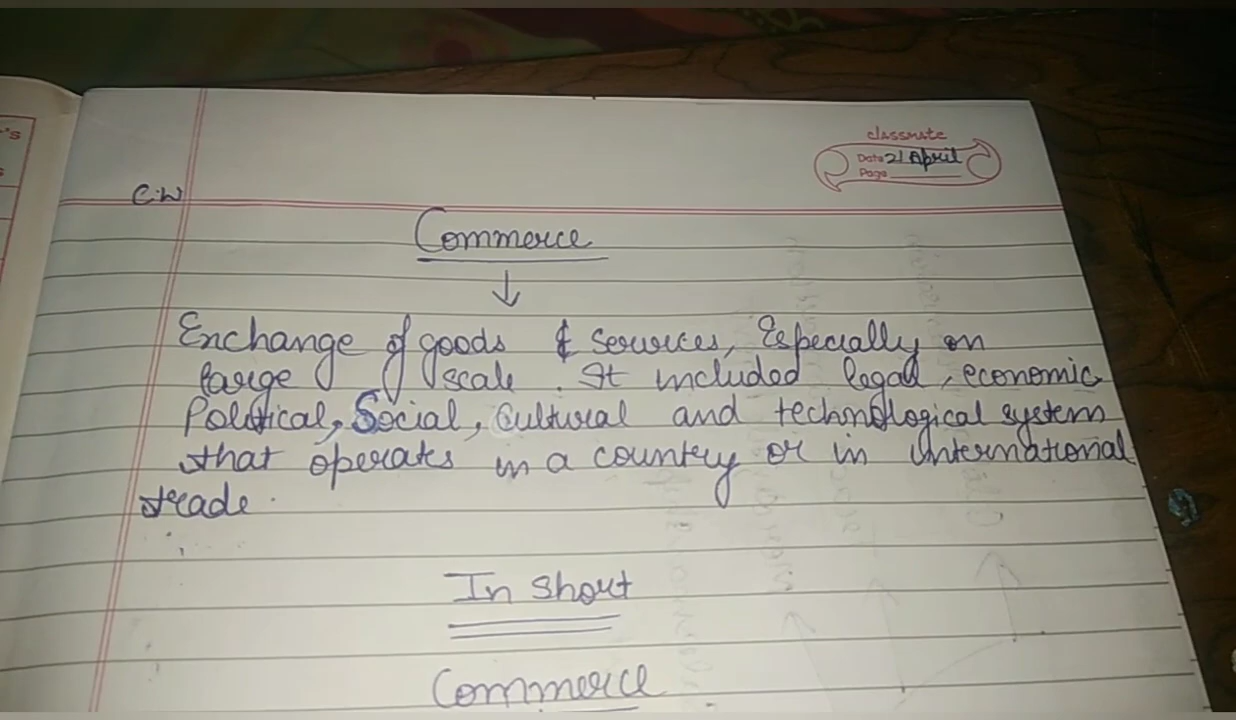 's
s
classmate
Date 21 April
Page
C.W
Commerce
↓
Exchange of goods & services, Especially on
large scale. It included legal, economic
Political, Social, Cultural and technological system
that operates in a country or in international
trade.
In short
Commerce